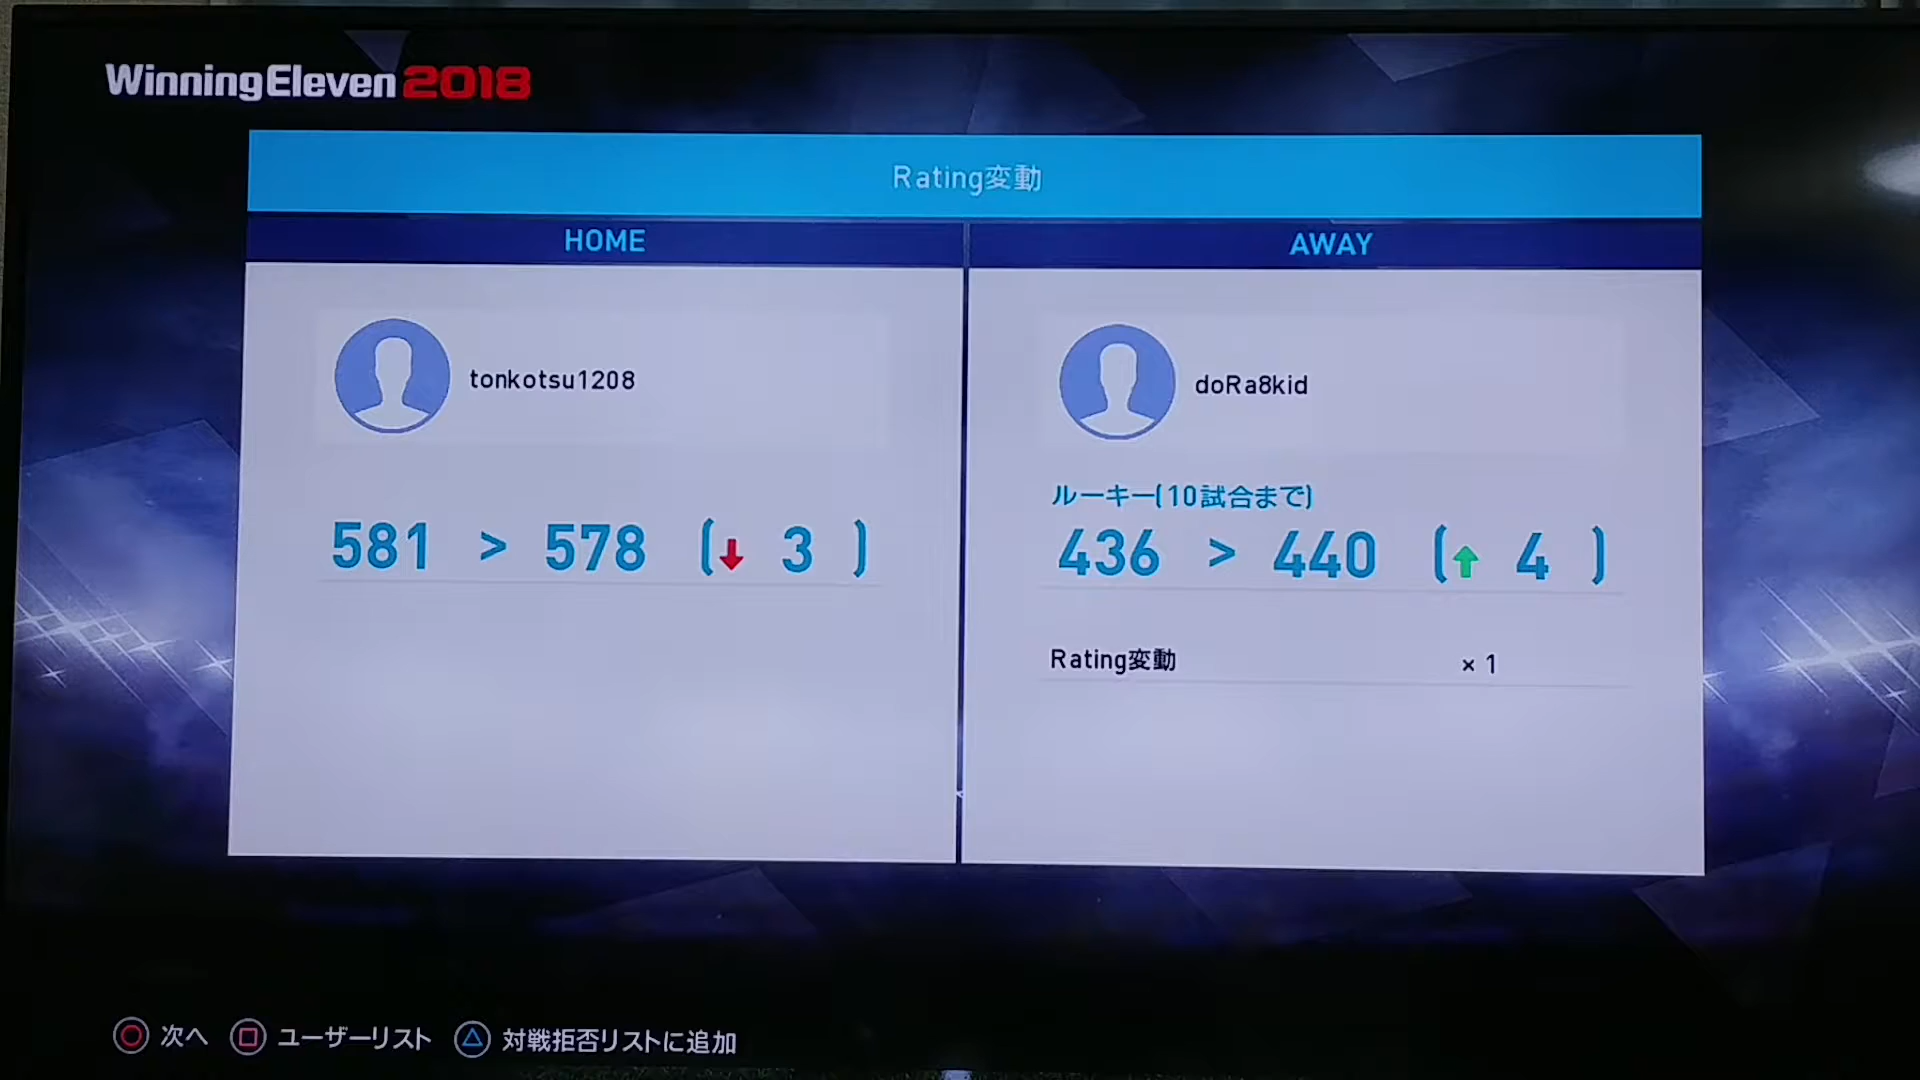 WinningEleven 2018
Rating変動
HOME
AWAY
tonkotsu1208
581 > 578 (↓ 3 )
doRa8kid
ルーキー(10試合まで)
436 > 440 (↑ 4 )
Rating変動 × 1
次へ ユーザーリスト 対戦拒否リストに追加